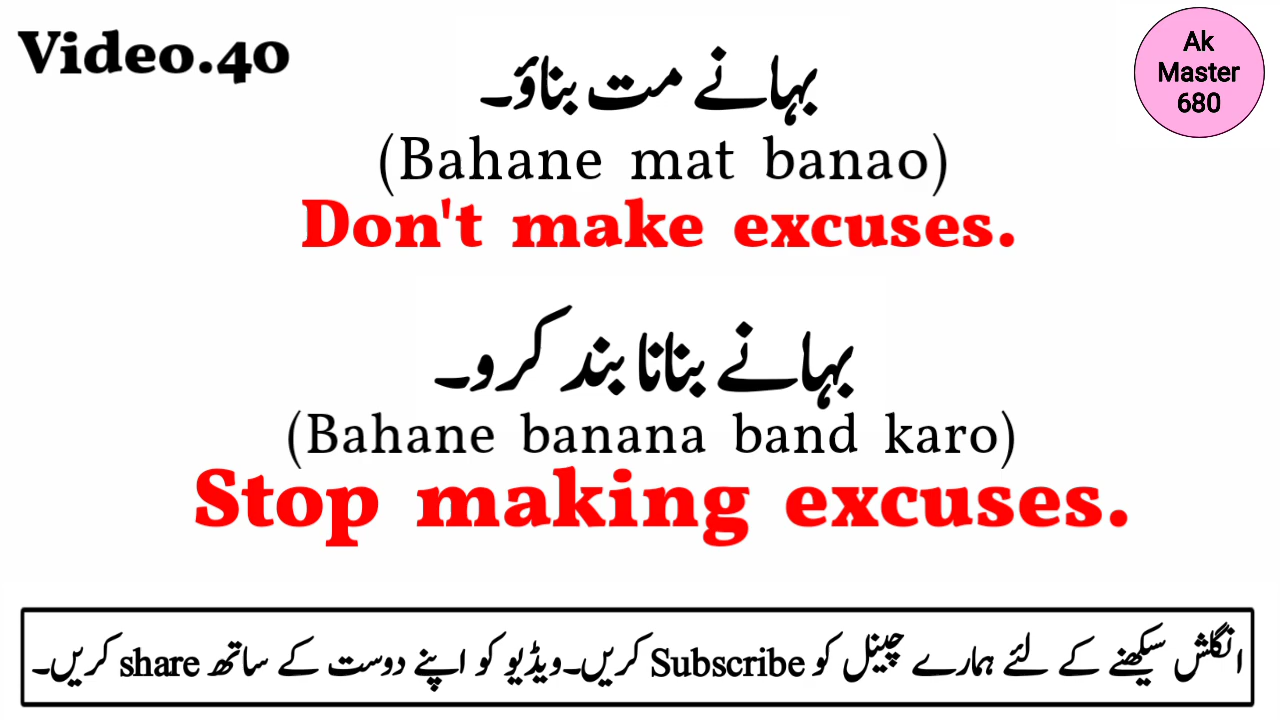 Video.40
Ak
Master
680
بہانے مت بناؤ۔
(Bahane mat banao)
Don't make excuses.
بہانے بنانا بند کرو۔
(Bahane banana band karo)
Stop making excuses.
انگلش سیکھنے کے لئے ہمارے چینل کو Subscribe کریں۔ویڈیو کو اپنے دوست کے ساتھ share کریں۔